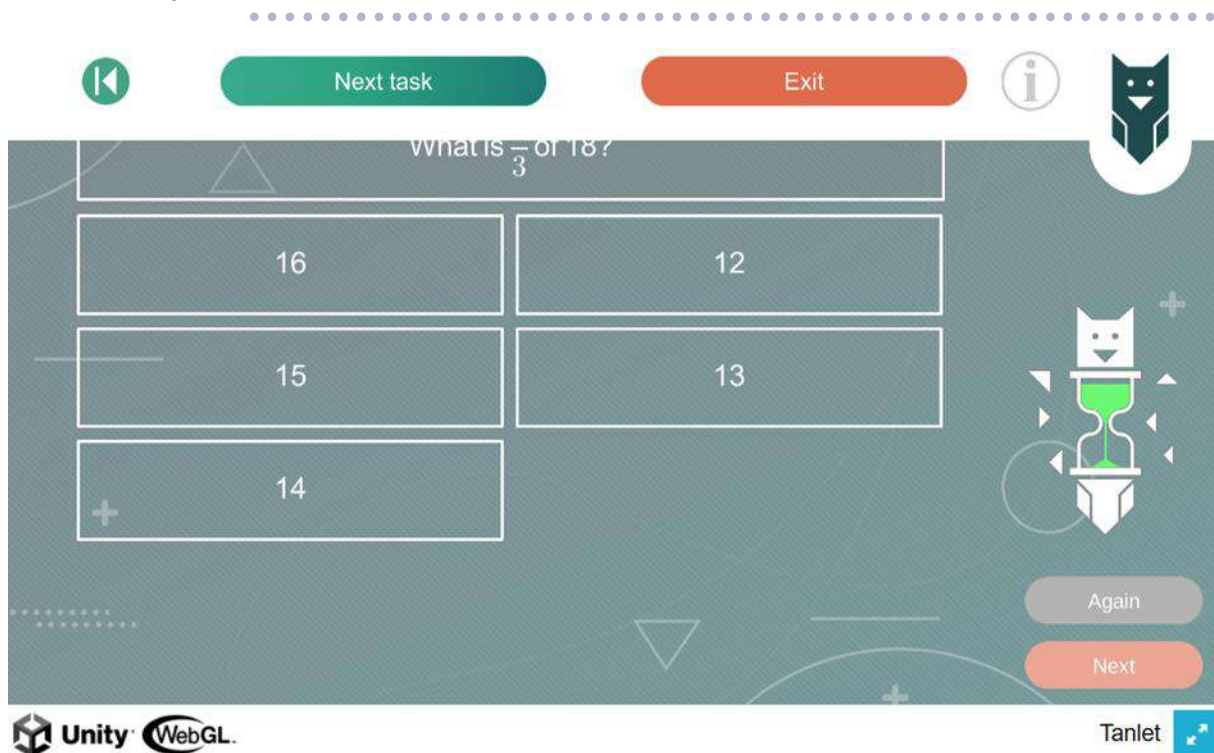 Next task
Exit
i
What is – of 18?
3
16
12
15
13
14
Again
Next
Unity WebGL.
Tanlet